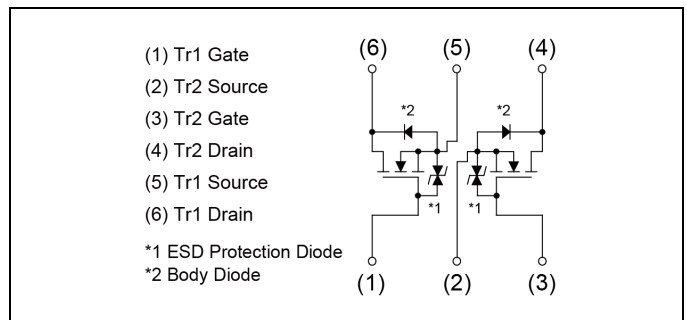 (1) Tr1 Gate
(2) Tr2 Source
(3) Tr2 Gate
(4) Tr2 Drain
(5) Tr1 Source
(6) Tr1 Drain
*1 ESD Protection Diode
*2 Body Diode
(6) (5) (4)
*2 *2
*1 *1
(1) (2) (3)